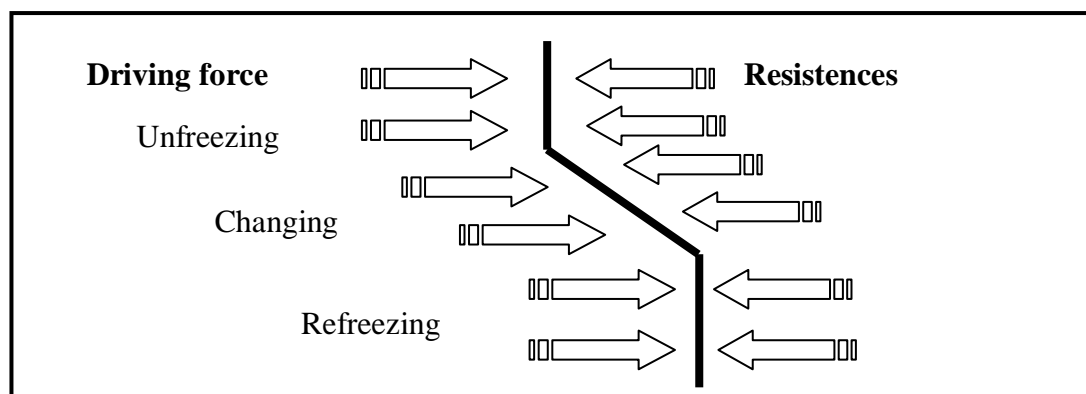 Driving force
Resistences
Unfreezing
Changing
Refreezing